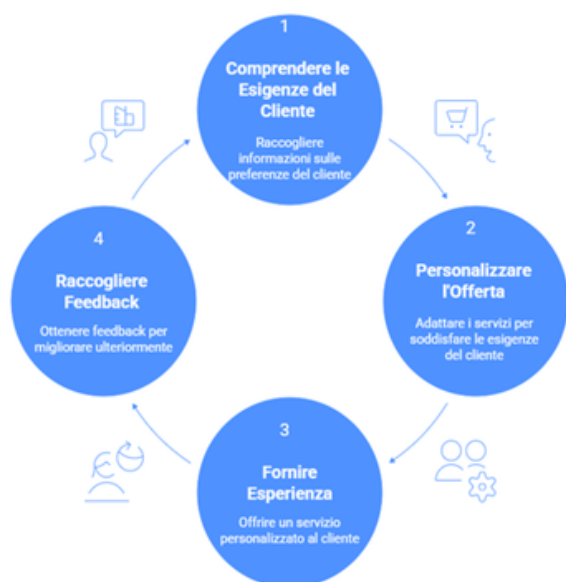 1
Comprendere le
Esigenze del
Cliente
Raccogliere
informazioni sulle
preferenze del cliente
2
Personalizzare
l'Offerta
Adattare i servizi per
soddisfare le esigenze
del cliente
3
Fornire
Esperienza
Offrire un servizio
personalizzato al cliente
4
Raccogliere
Feedback
Ottenere feedback per
migliorare ulteriormente